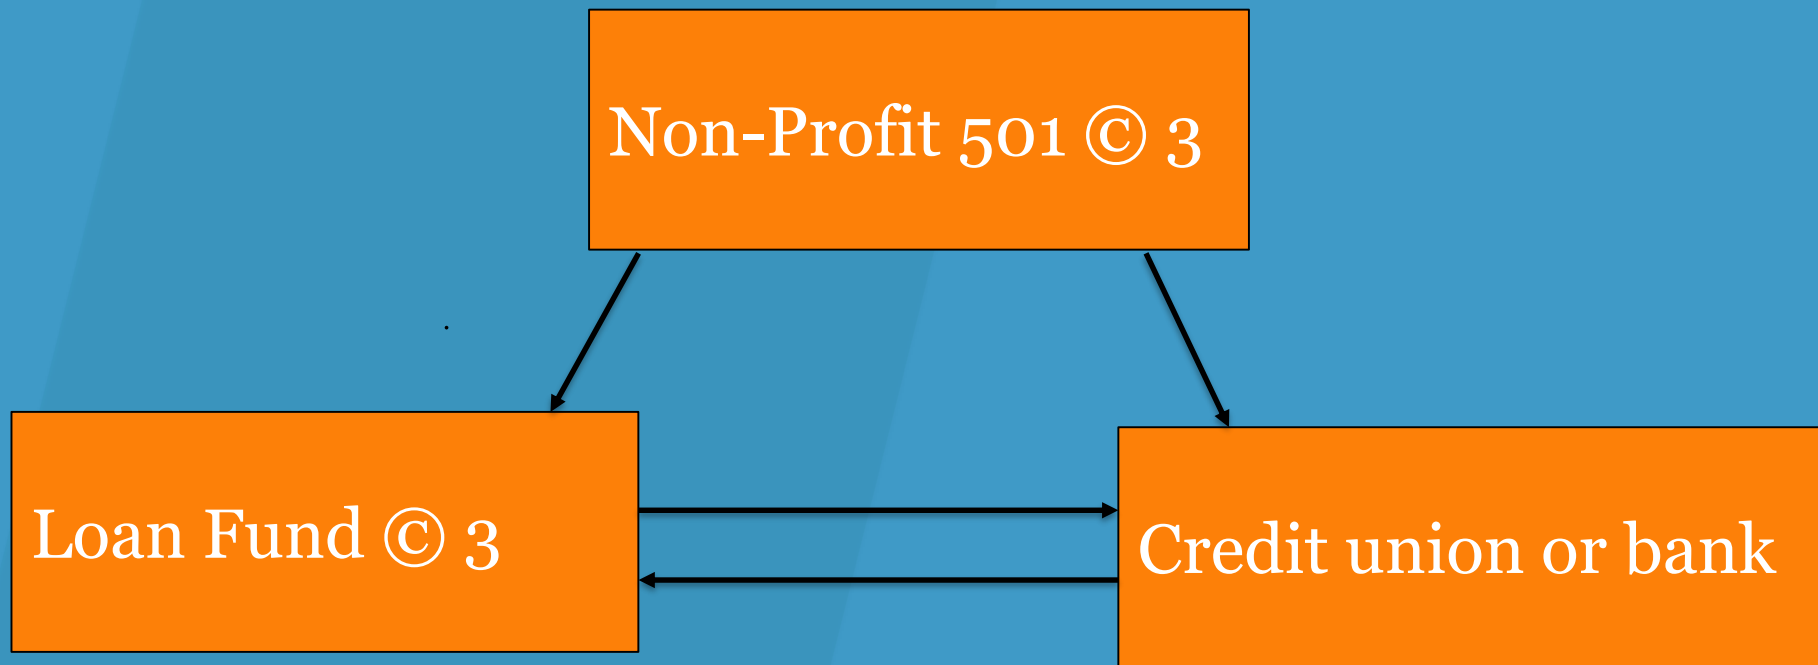 Non-Profit 501 © 3
.
Loan Fund © 3
Credit union or bank